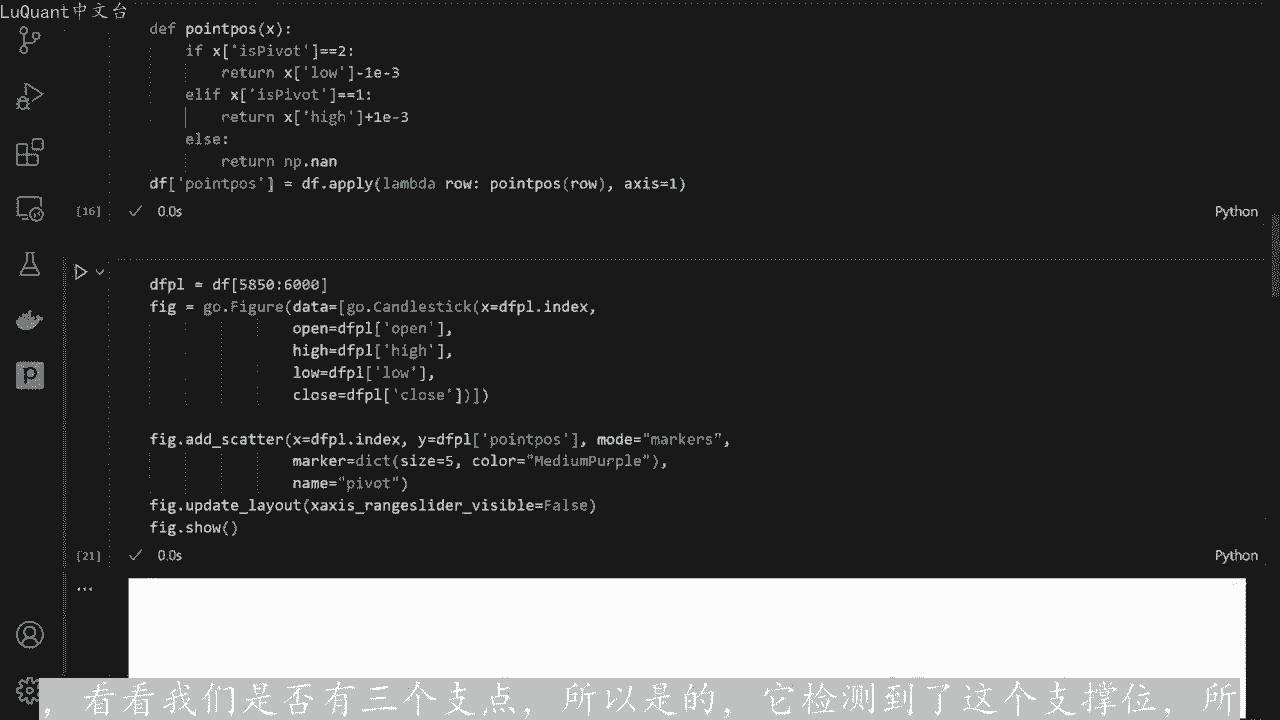 LuQuant中文台
def pointpos(x):
if x['isPivot']==2:
return x['low']-1e-3
elif x['isPivot']==1:
return x['high']+1e-3
else:
return np.nan
df['pointpos'] = df.apply(lambda row: pointpos(row), axis=1)
[16] 0.0s Python
dfpl = df[5850:6000]
fig = go.Figure(data=[go.Candlestick(x=dfpl.index,
open=dfpl['open'],
high=dfpl['high'],
low=dfpl['low'],
close=dfpl['close'])])
fig.add_scatter(x=dfpl.index, y=dfpl['pointpos'], mode="markers",
marker=dict(size=5, color="MediumPurple"),
name="pivot")
fig.update_layout(xaxis_rangeslider_visible=False)
fig.show()
[21] 0.0s Python
，看看我们是否有三个支点，所以是的，它检测到了这个支撑位，所